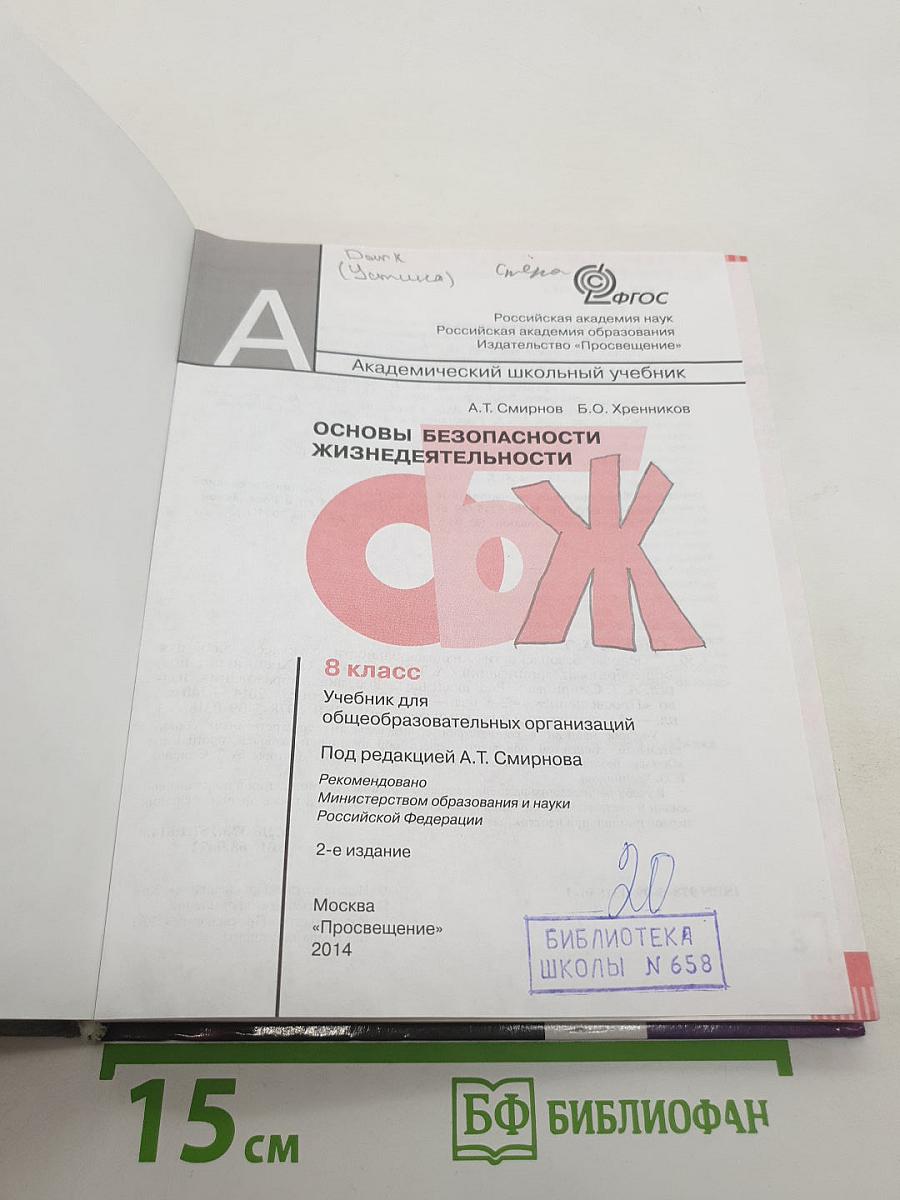 (Устина)
ФГОС
Российская академия наук
Российская академия образования
Издательство «Просвещение»
А
Академический школьный учебник
А.Т. Смирнов Б.О. Хренников
ОСНОВЫ БЕЗОПАСНОСТИ
ЖИЗНЕДЕЯТЕЛЬНОСТИ
ОБЖ
8 класс
Учебник для
общеобразовательных организаций
Под редакцией А.Т. Смирнова
Рекомендовано
Министерством образования и науки
Российской Федерации
2-е издание
20
Москва
«Просвещение»
2014
БИБЛИОТЕКА
ШКОЛЫ N 658
15 см
БФ БИБЛИОФАН